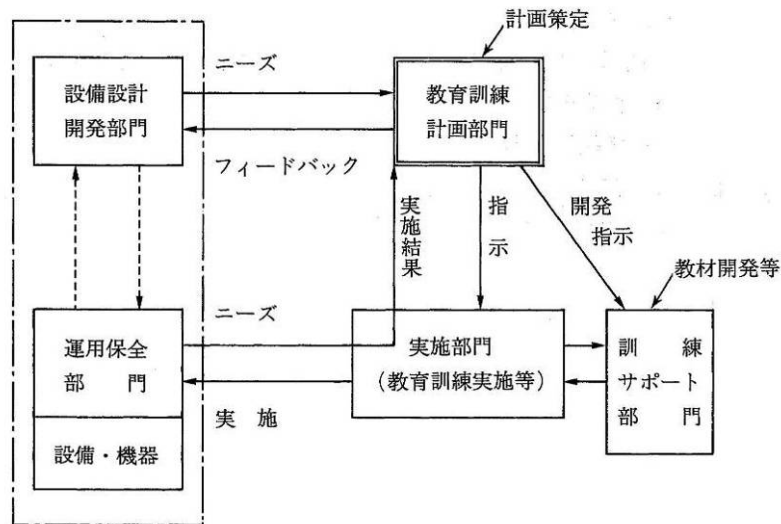 計画策定
ニーズ
設備設計
開発部門
教育訓練
計画部門
フィードバック
実施結果
指示
開発
指示
教材開発等
ニーズ
運用保全
部門
実施部門
(教育訓練実施等)
訓練
サポート
部門
実施
設備・機器